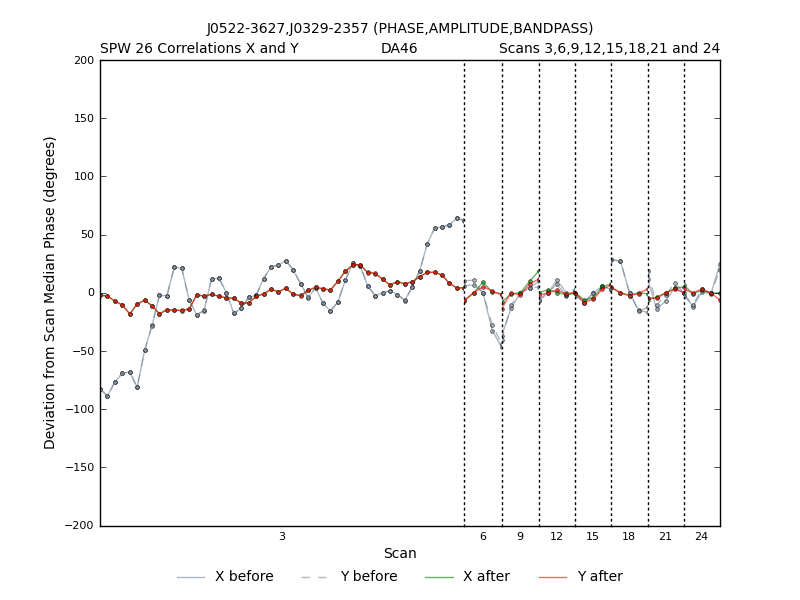 J0522-3627,J0329-2357 (PHASE,AMPLITUDE,BANDPASS)
SPW 26 Correlations X and Y DA46 Scans 3,6,9,12,15,18,21 and 24
200
150
100
50
0
−50
−100
−150
−200
Deviation from Scan Median Phase (degrees)
3 6 9 12 15 18 21 24
Scan
X before Y before X after Y after